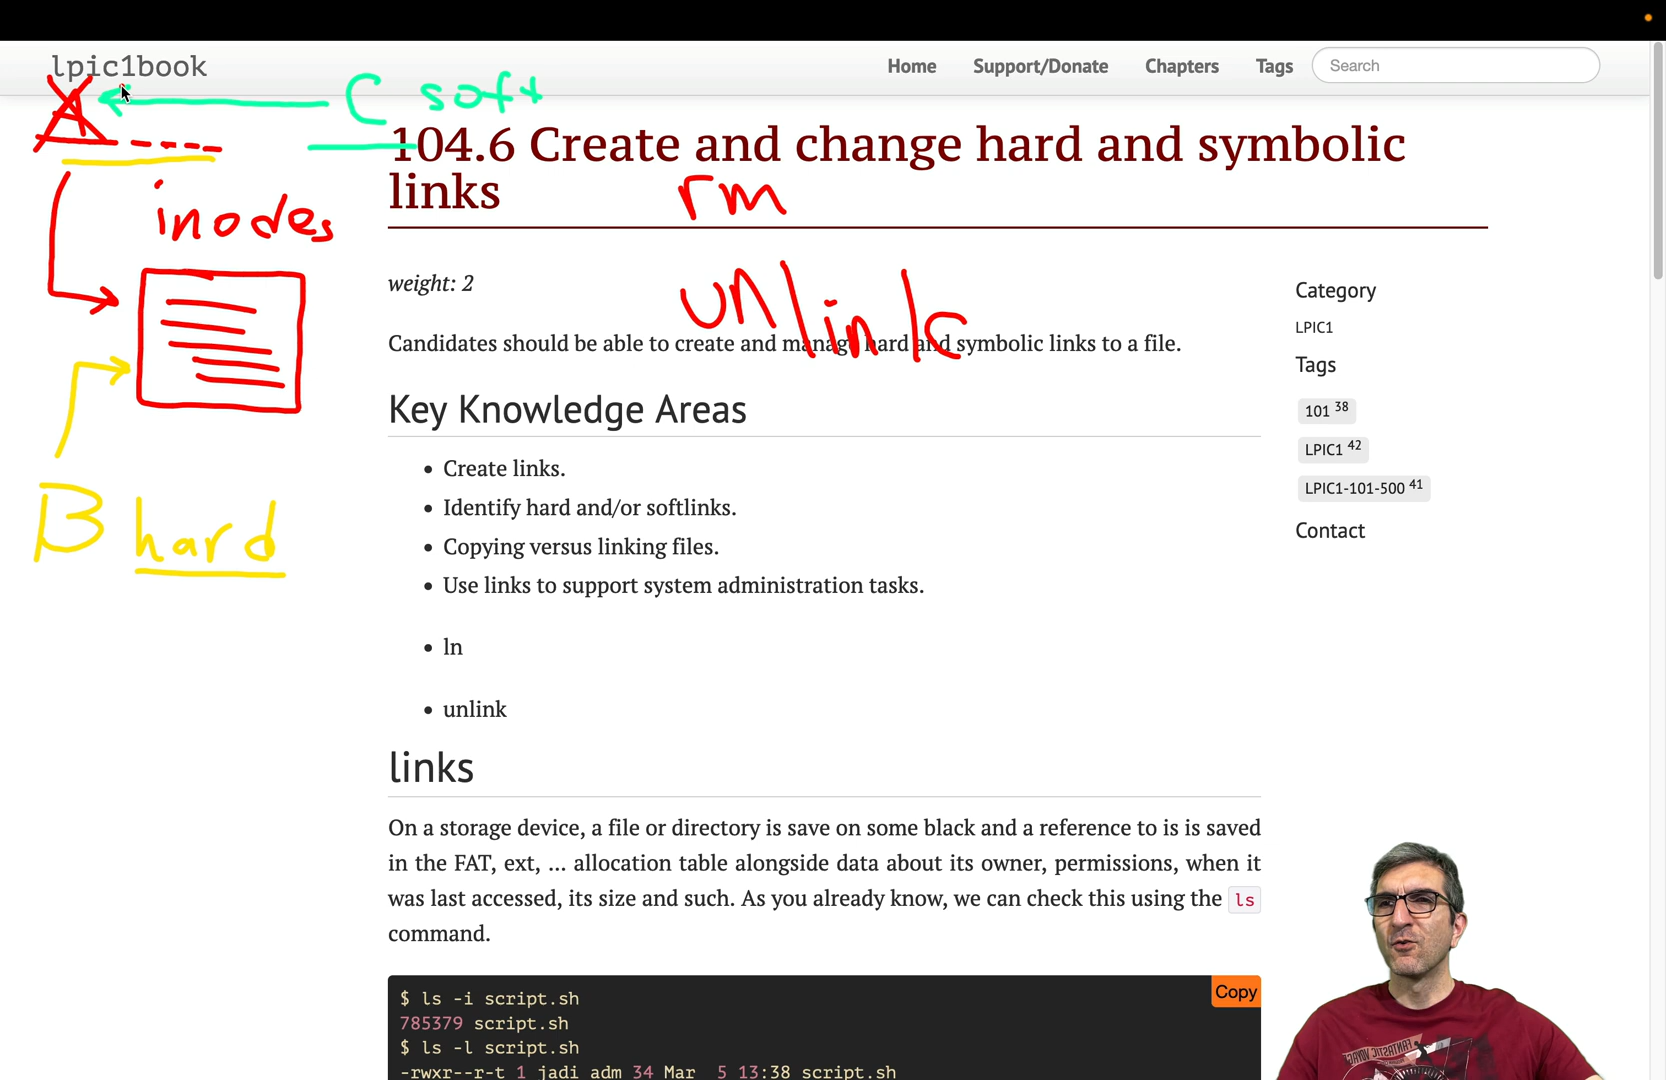 lpic1book
Home Support/Donate Chapters Tags Search
A
C soft
104.6 Create and change hard and symbolic
links
rm
inodes
weight: 2
unlink
Candidates should be able to create and manage hard and symbolic links to a file.
Key Knowledge Areas
• Create links.
• Identify hard and/or softlinks.
• Copying versus linking files.
• Use links to support system administration tasks.
• ln
• unlink
B hard
links
On a storage device, a file or directory is save on some black and a reference to is is saved
in the FAT, ext, ... allocation table alongside data about its owner, permissions, when it
was last accessed, its size and such. As you already know, we can check this using the ls
command.
Copy
$ ls -i script.sh
785379 script.sh
$ ls -l script.sh
-rwxr--r-t 1 jadi adm 34 Mar  5 13:38 script.sh
Category
LPIC1
Tags
101 38
LPIC1 42
LPIC1-101-500 41
Contact